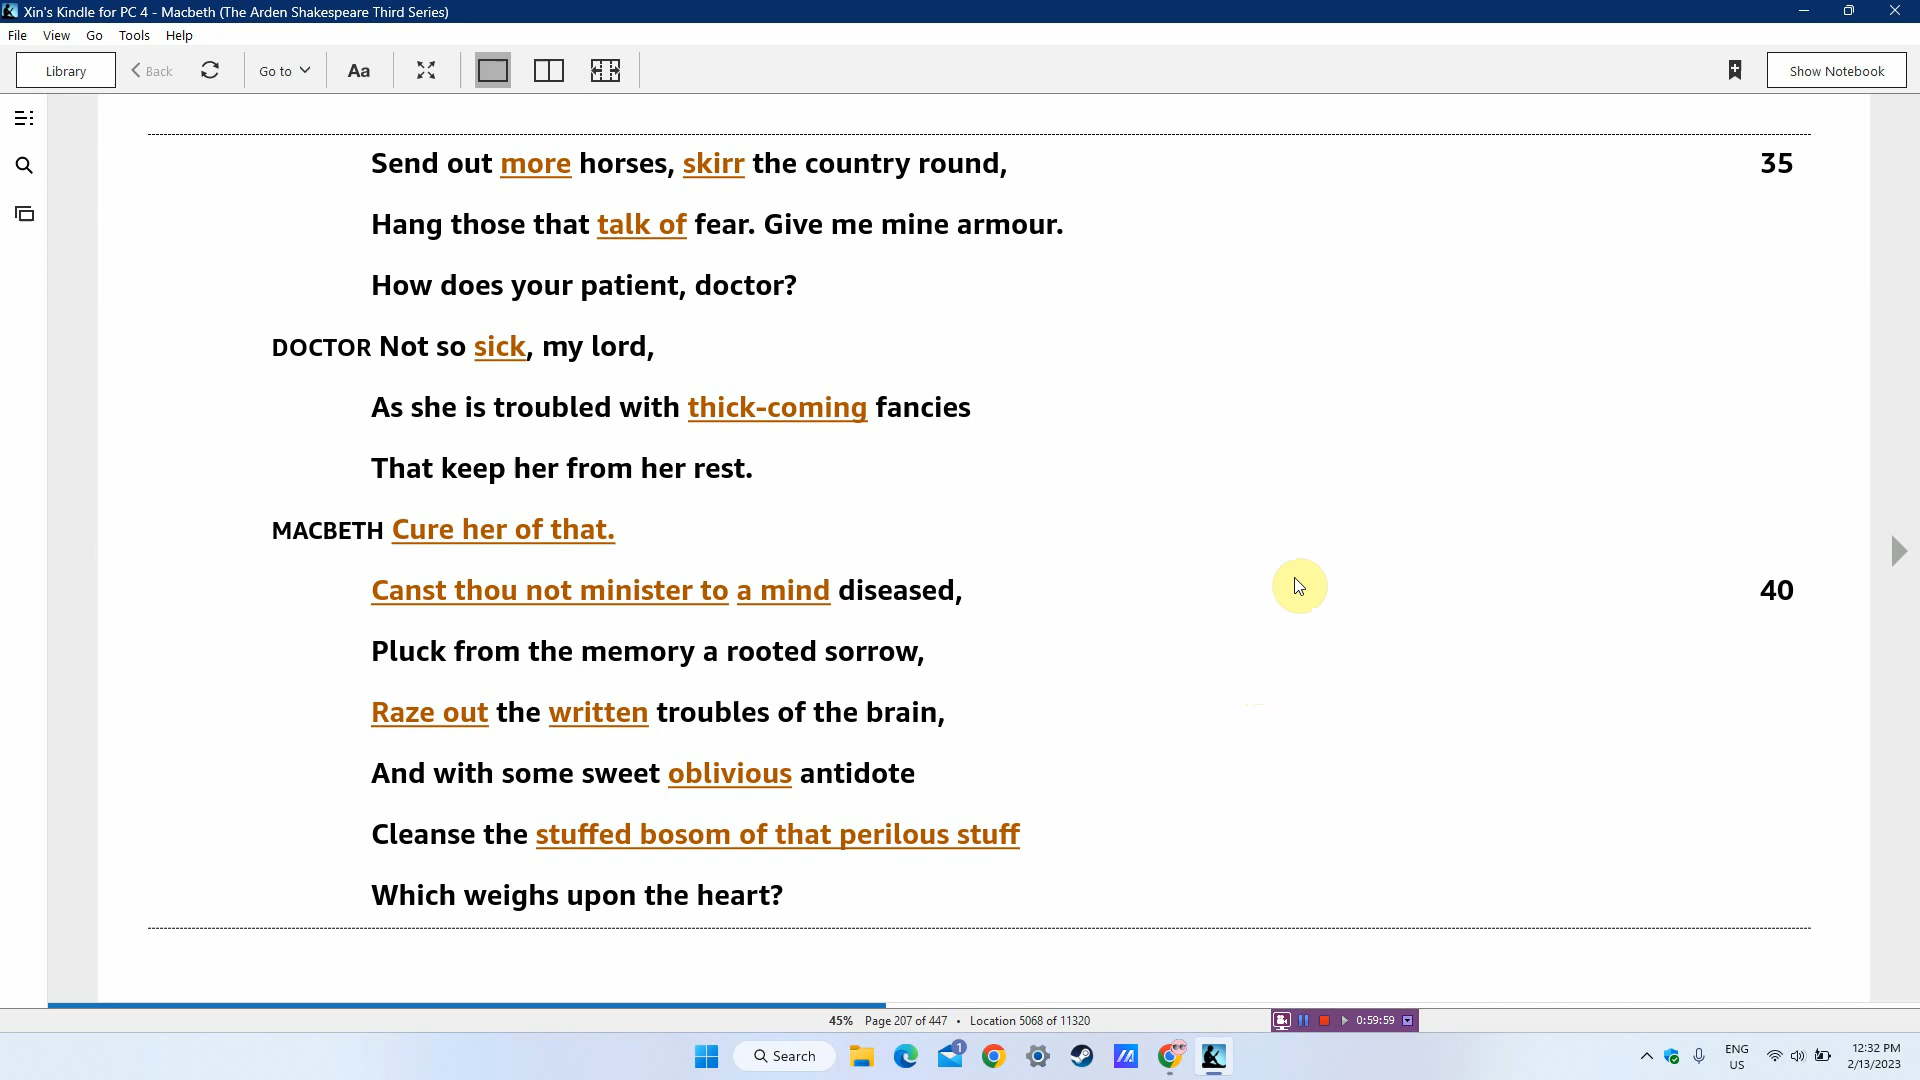 Xin's Kindle for PC 4 - Macbeth (The Arden Shakespeare Third Series)
File View Go Tools Help
Library Back Go to Aa Show Notebook
Send out more horses, skirr the country round, 35
Hang those that talk of fear. Give me mine armour.
How does your patient, doctor?
DOCTOR Not so sick, my lord,
As she is troubled with thick-coming fancies
That keep her from her rest.
MACBETH Cure her of that.
Canst thou not minister to a mind diseased, 40
Pluck from the memory a rooted sorrow,
Raze out the written troubles of the brain,
And with some sweet oblivious antidote
Cleanse the stuffed bosom of that perilous stuff
Which weighs upon the heart?
45% Page 207 of 447 • Location 5068 of 11320 0:59:59
Search 1 ENG 12:32 PM
US 2/13/2023